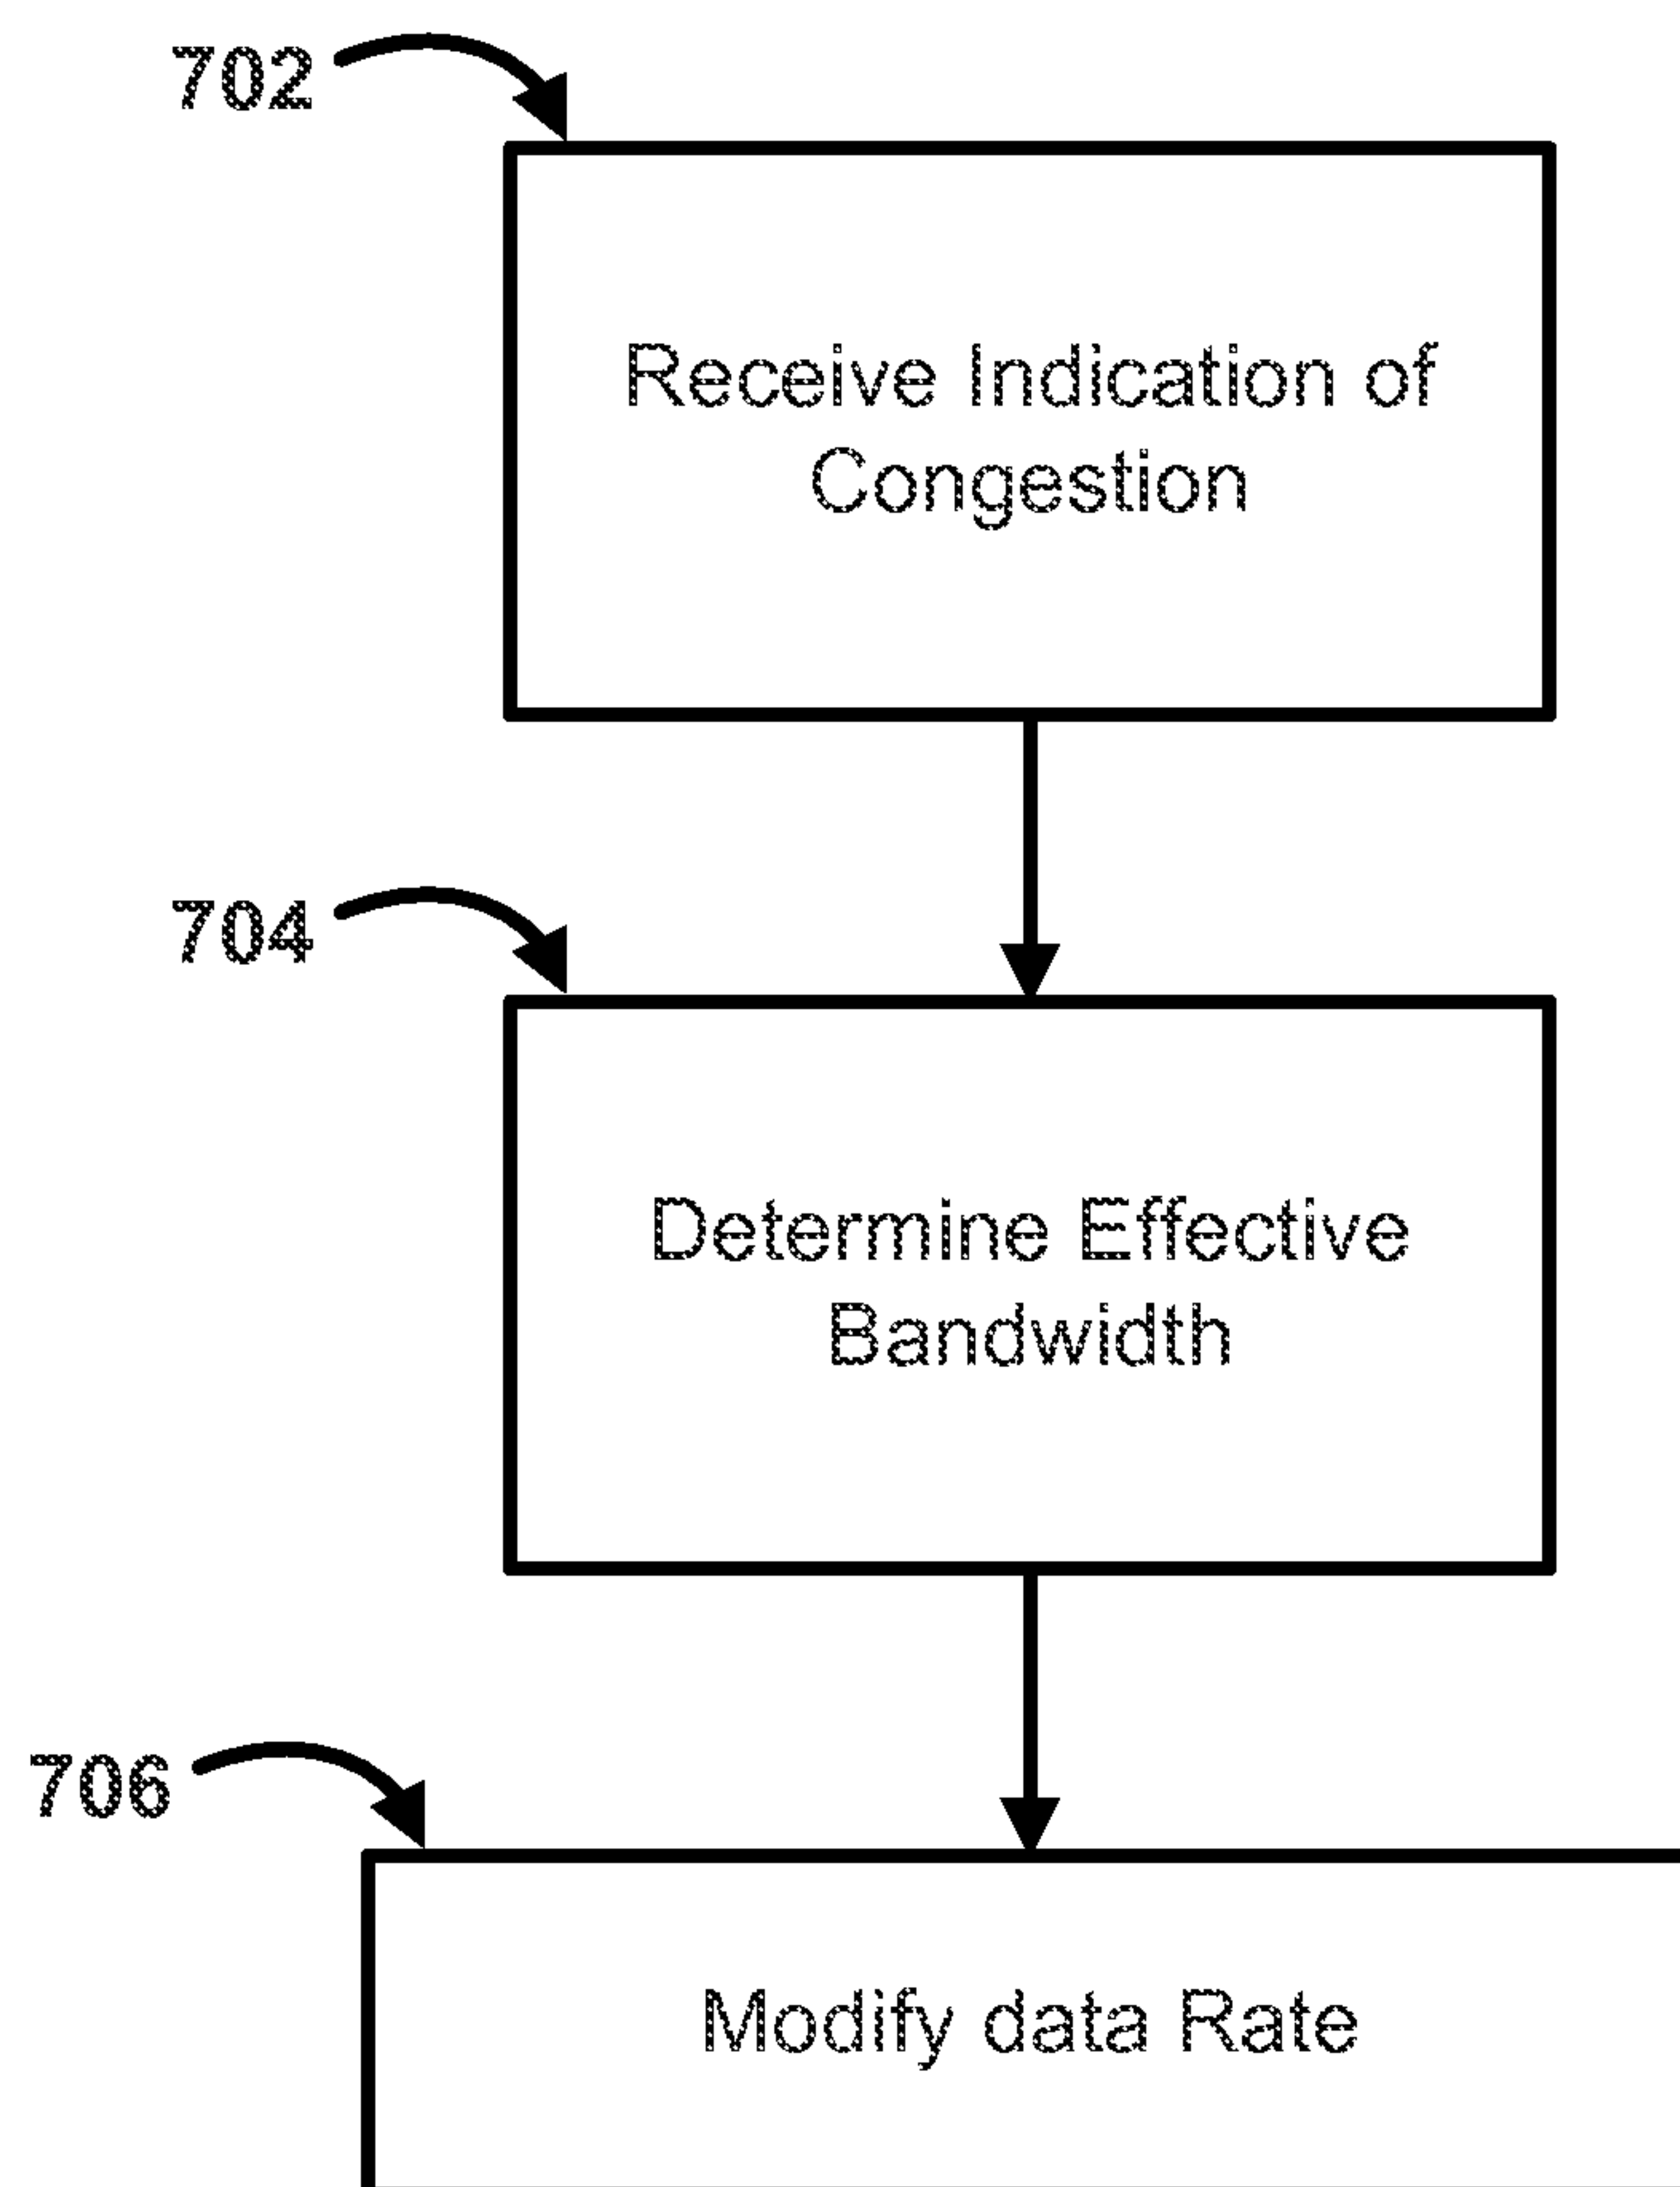 702
Receive Indication of
Congestion
704
Determine Effective
Bandwidth
706
Modify data Rate